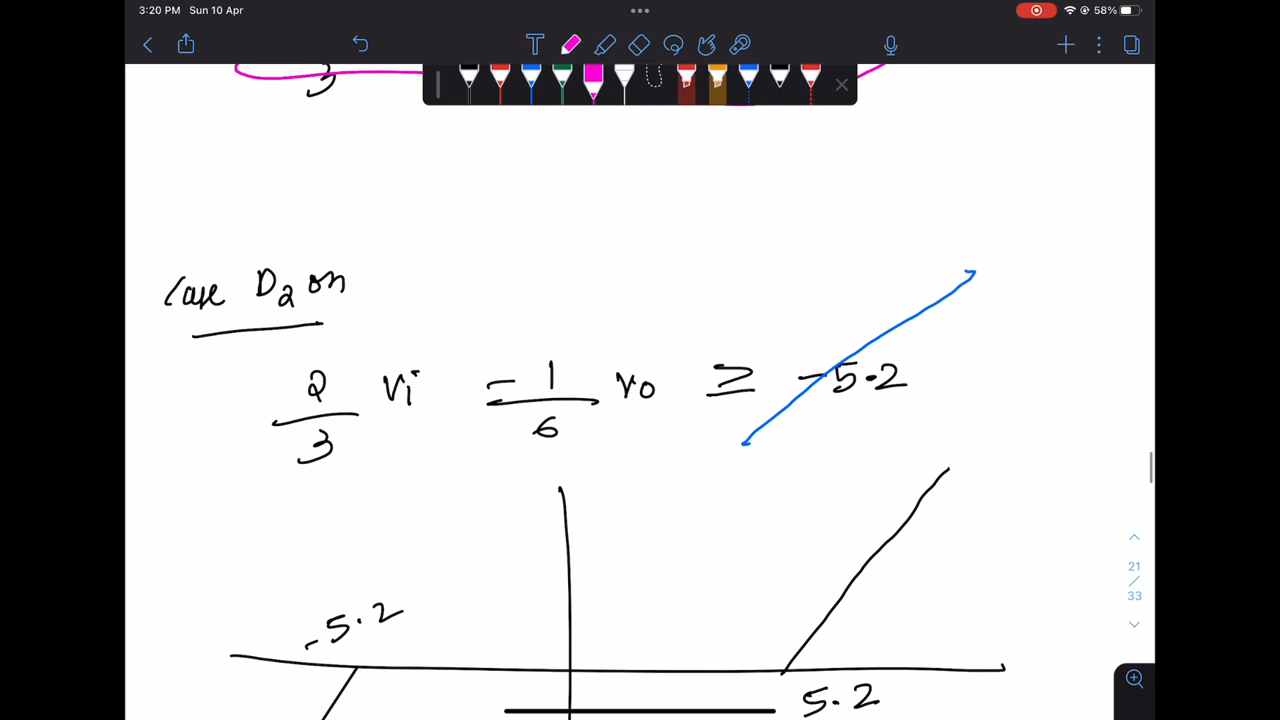 3:20 PM Sun 10 Apr
58%
3
Case D2 on
2/3 vi - 1/6 vo ≥ -5.2
-5.2
5.2
21
/
33